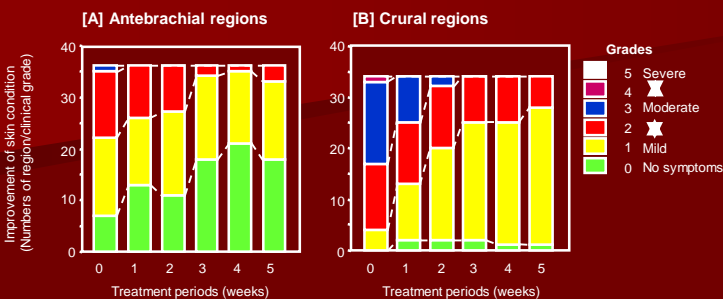 [A] Antebrachial regions
[B] Crural regions
Improvement of skin condition
(Numbers of region/clinical grade)
40
30
20
10
0
0 1 2 3 4 5
Treatment periods (weeks)
40
30
20
10
0
0 1 2 3 4 5
Treatment periods (weeks)
Grades
5 Severe
4
3 Moderate
2
1 Mild
0 No symptoms